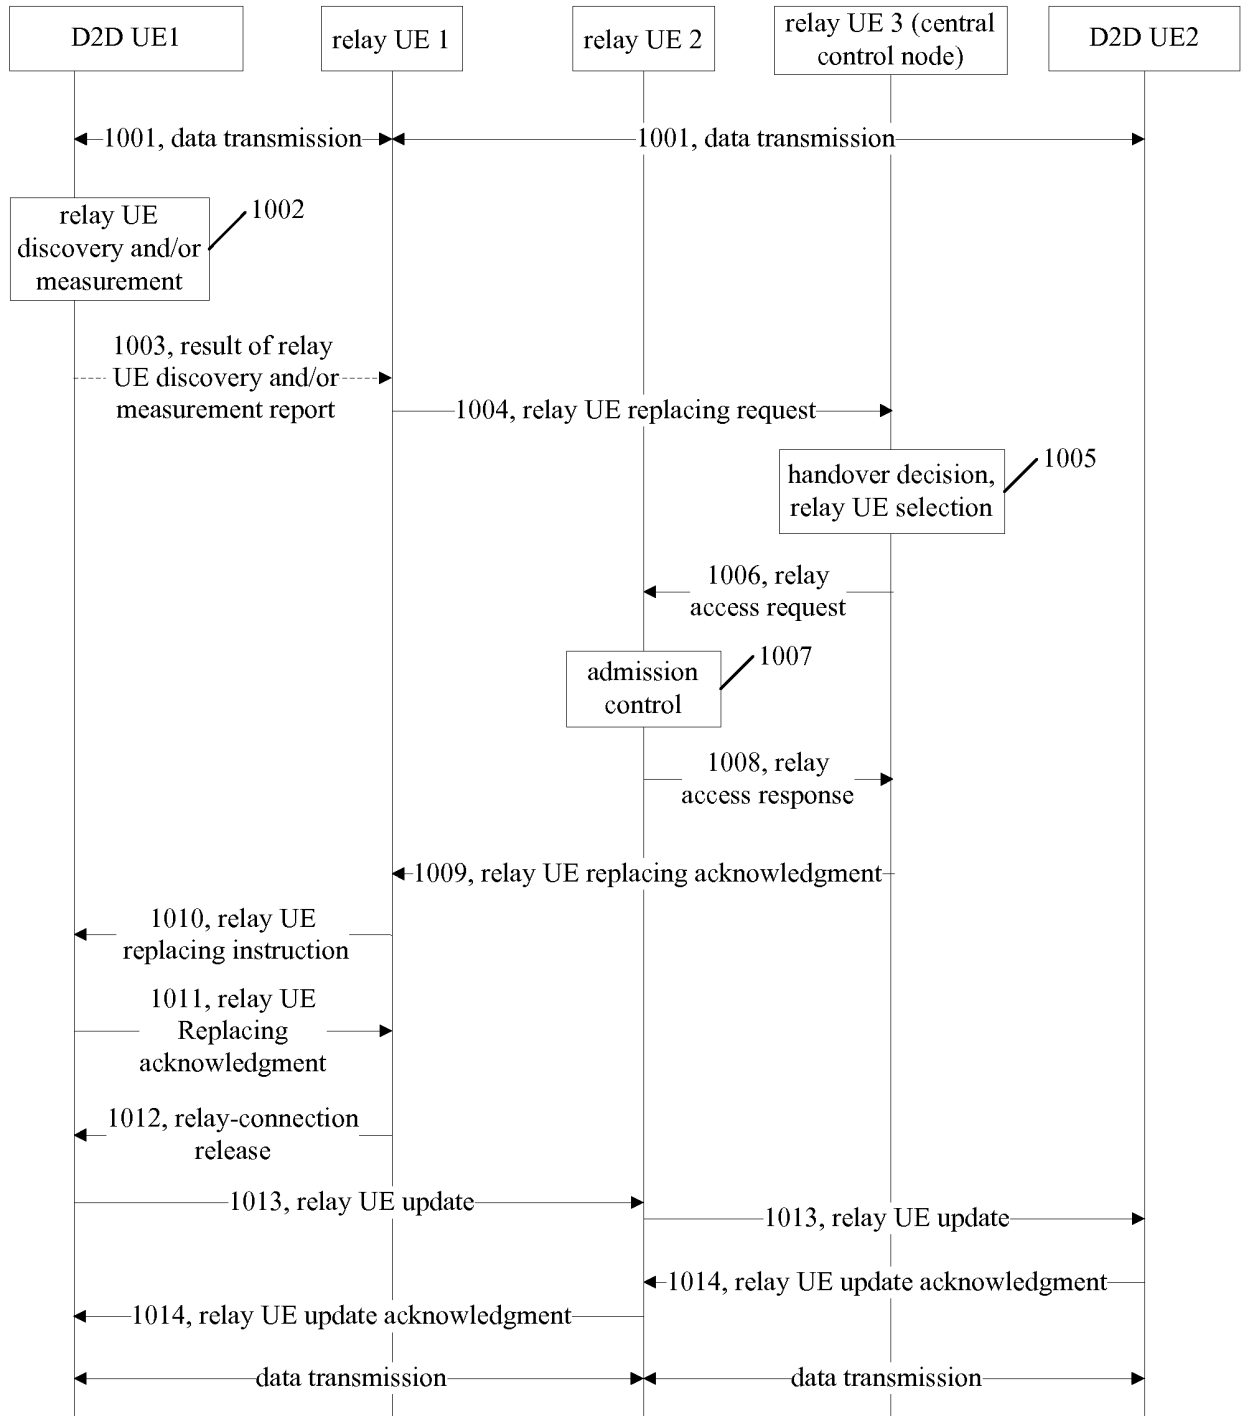 D2D UE1
relay UE 1
relay UE 2
relay UE 3 (central
control node)
D2D UE2
1001, data transmission
1001, data transmission
relay UE
discovery and/or
measurement
1002
1003, result of relay
UE discovery and/or
measurement report
1004, relay UE replacing request
handover decision,
relay UE selection
1005
1006, relay
access request
admission
control
1007
1008, relay
access response
1009, relay UE replacing acknowledgment
1010, relay UE
replacing instruction
1011, relay UE
Replacing
acknowledgment
1012, relay-connection
release
1013, relay UE update
1013, relay UE update
1014, relay UE update acknowledgment
1014, relay UE update acknowledgment
data transmission
data transmission